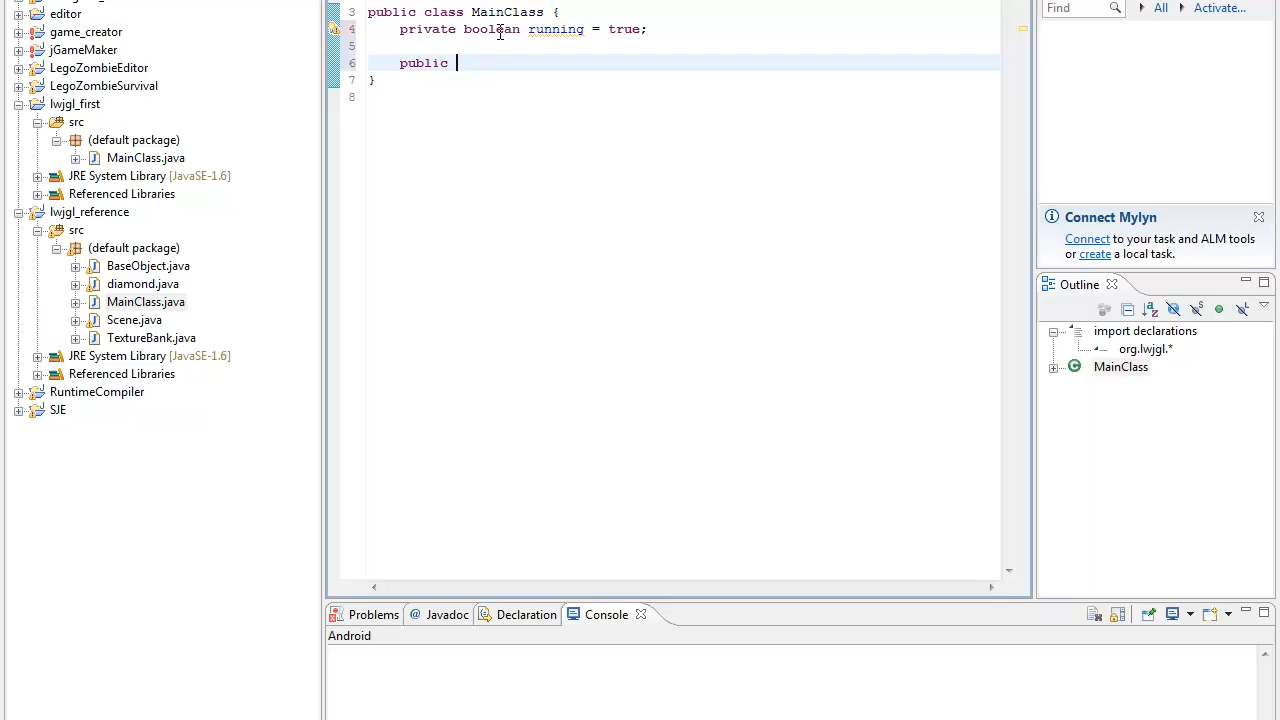 editor
game_creator
jGameMaker
LegoZombieEditor
LegoZombieSurvival
lwjgl_first
src
(default package)
MainClass.java
JRE System Library [JavaSE-1.6]
Referenced Libraries
lwjgl_reference
src
(default package)
BaseObject.java
diamond.java
MainClass.java
Scene.java
TextureBank.java
JRE System Library [JavaSE-1.6]
Referenced Libraries
RuntimeCompiler
SJE
3 public class MainClass {
4 private boolean running = true;
5
6 public
7 }
8
Find All Activate...
Connect Mylyn
Connect to your task and ALM tools
or create a local task.
Outline
import declarations
org.lwjgl.*
MainClass
Problems @ Javadoc Declaration Console
Android